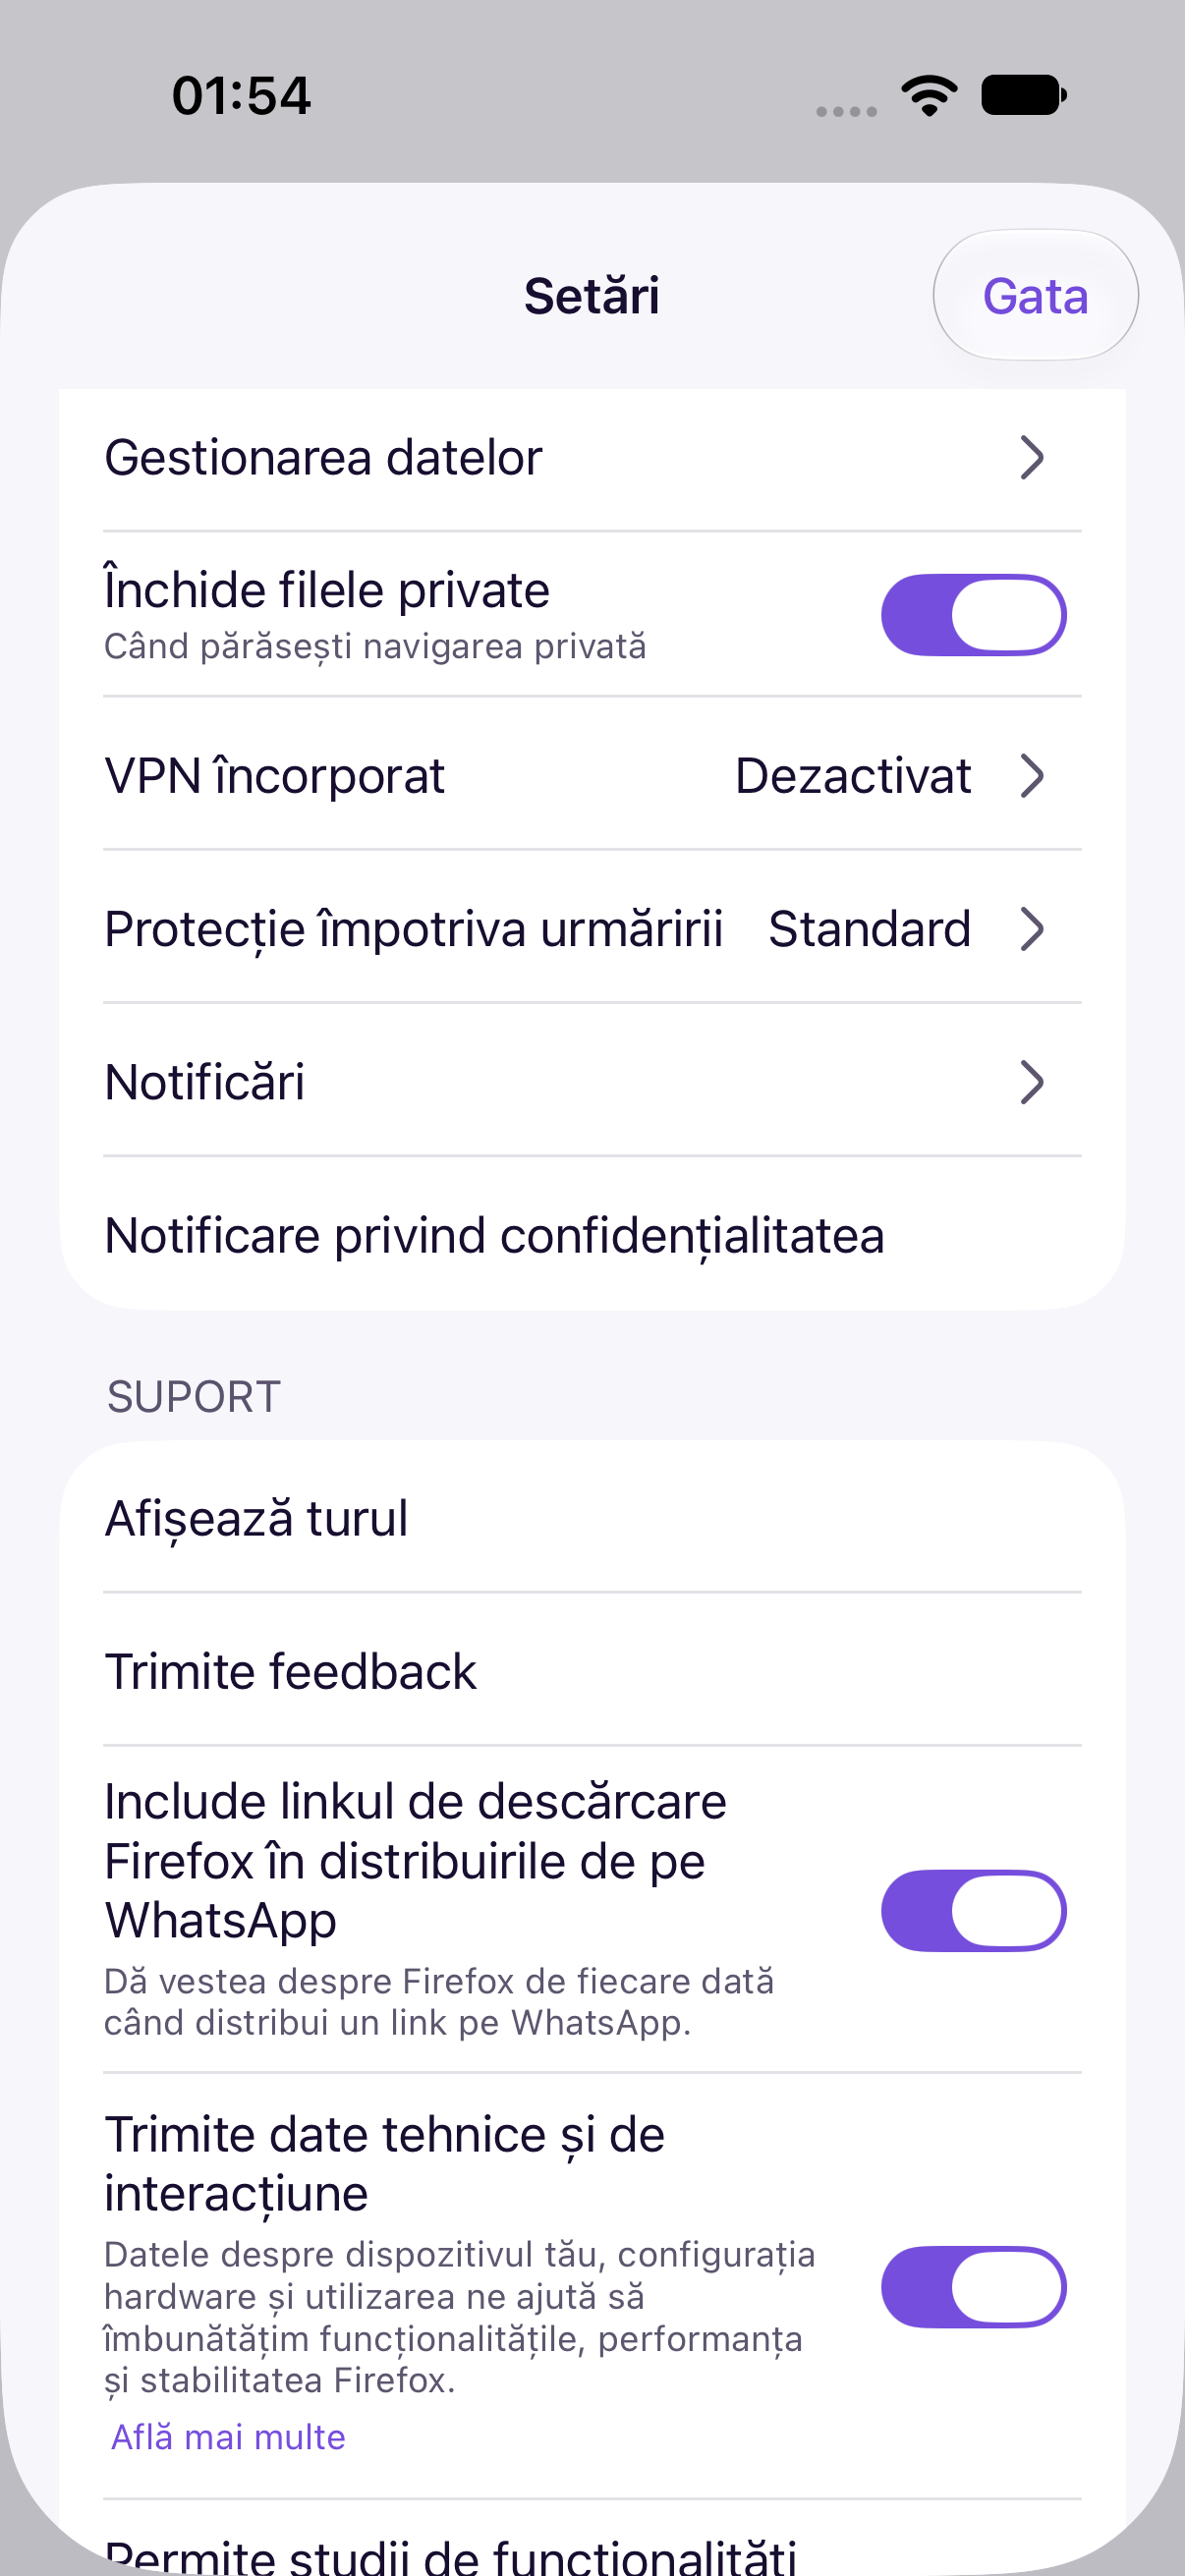 01:54
Setări
Gata
Gestionarea datelor
Închide filele private
Când părăsești navigarea privată
VPN încorporat Dezactivat
Protecție împotriva urmăririi Standard
Notificări
Notificare privind confidențialitatea
SUPORT
Afișează turul
Trimite feedback
Include linkul de descărcare
Firefox în distribuirile de pe
WhatsApp
Dă vestea despre Firefox de fiecare dată
când distribui un link pe WhatsApp.
Trimite date tehnice și de
interacțiune
Datele despre dispozitivul tău, configurația
hardware și utilizarea ne ajută să
îmbunătățim funcționalitățile, performanța
și stabilitatea Firefox.
Află mai multe
Permite studii de funcționalități